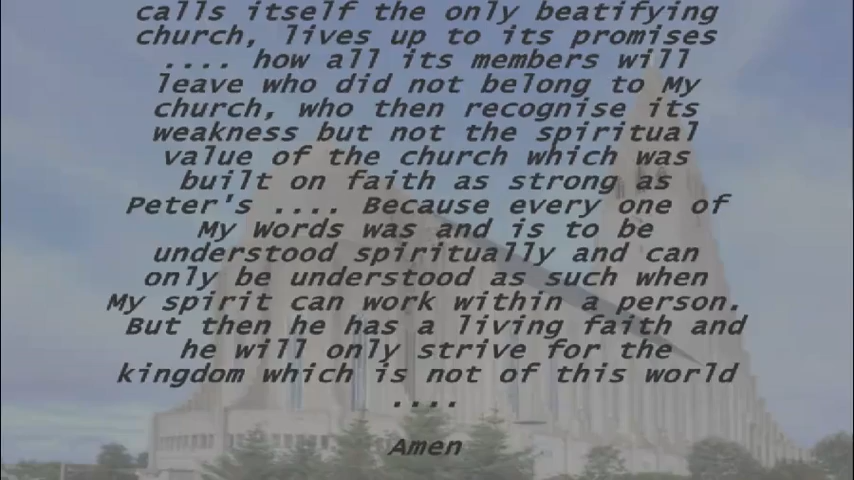 calls itself the only beatifying
church, lives up to its promises
.... how all its members will
leave who did not belong to My
church, who then recognise its
weakness but not the spiritual
value of the church which was
built on faith as strong as
Peter's .... Because every one of
My Words was and is to be
understood spiritually and can
only be understood as such when
My spirit can work within a person.
But then he has a living faith and
he will only strive for the
kingdom which is not of this world
....
Amen